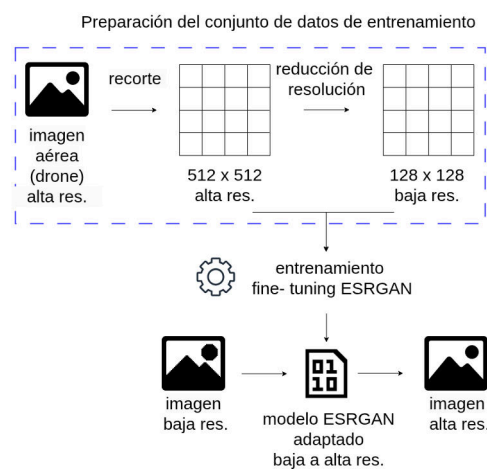 Preparación del conjunto de datos de entrenamiento
recorte
reducción de
resolución
imagen
aérea
(drone)
alta res.
512 x 512
alta res.
128 x 128
baja res.
entrenamiento
fine- tuning ESRGAN
01
10
imagen
baja res.
modelo ESRGAN
adaptado
baja a alta res.
imagen
alta res.